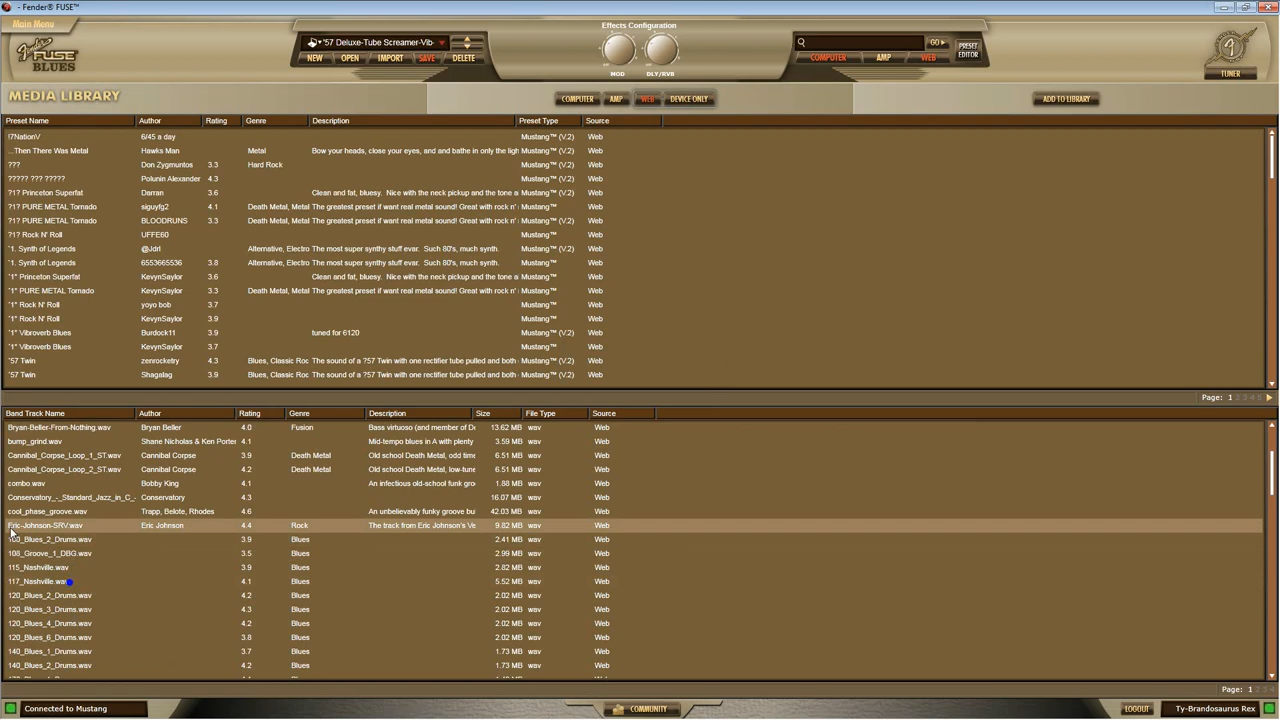 - Fender® FUSE™
Main Menu
Fender
FUSE
BLUES
'57 Deluxe-Tube Screamer-Vib-
NEW OPEN IMPORT SAVE DELETE
Effects Configuration
MOD DLY/RVB
GO
COMPUTER AMP WEB
PRESET
EDITOR
TUNER
MEDIA LIBRARY
COMPUTER AMP WEB DEVICE ONLY
ADD TO LIBRARY
Preset Name Author Rating Genre Description Preset Type Source
!7NationV 6/45 a day Mustang™ (V.2) Web
...Then There Was Metal Hawks Man Metal Bow your heads, close your eyes, and and bathe in only the ligh Mustang™ (V.2) Web
??? Don Zygmuntos 3.3 Hard Rock Mustang™ (V.2) Web
????? ??? ????? Polunin Alexander 4.3 Mustang™ (V.2) Web
?1? Princeton Superfat Darran 3.6 Clean and fat, bluesy. Nice with the neck pickup and the tone a Mustang™ (V.2) Web
?1? PURE METAL Tornado siguyfg2 4.1 Death Metal, Metal The greatest preset if want real metal sound! Great with rock n' Mustang™ (V.2) Web
?1? PURE METAL Tornado BLOODRUNS 3.3 Death Metal, Metal The greatest preset if want real metal sound! Great with rock n' Mustang™ (V.2) Web
?1? Rock N' Roll UFFE60 Mustang™ (V.2) Web
"1. Synth of Legends @Jdrl Alternative, Electro The most super synthy stuff evar. Such 80's, much synth. Mustang™ (V.2) Web
"1. Synth of Legends 6553665536 3.8 Alternative, Electro The most super synthy stuff evar. Such 80's, much synth. Mustang™ Web
"1" Princeton Superfat KevynSaylor 3.6 Clean and fat, bluesy. Nice with the neck pickup and the tone a Mustang™ Web
"1" PURE METAL Tornado KevynSaylor 3.3 Death Metal, Metal The greatest preset if want real metal sound! Great with rock n' Mustang™ Web
"1" Rock N' Roll yoyo bob 3.7 Mustang™ Web
"1" Rock N' Roll KevynSaylor 3.9 Mustang™ Web
"1" Vibroverb Blues Burdock11 3.9 tuned for 6120 Mustang™ (V.2) Web
"1" Vibroverb Blues KevynSaylor 3.7 Mustang™ Web
"57 Twin zenrocketry 4.3 Blues, Classic Roc The sound of a ?57 Twin with one rectifier tube pulled and both Mustang™ (V.2) Web
"57 Twin Shagalag 3.9 Blues, Classic Roc The sound of a ?57 Twin with one rectifier tube pulled and both Mustang™ (V.2) Web
Page: 1 2 3 4 5
Band Track Name Author Rating Genre Description Size File Type Source
Bryan-Beller-From-Nothing.wav Bryan Beller 4.0 Fusion Bass virtuoso (and member of De 13.62 MB wav Web
bump_grind.wav Shane Nicholas & Ken Porter 4.1 Mid-tempo blues in A with plenty 3.59 MB wav Web
Cannibal_Corpse_Loop_1_ST.wav Cannibal Corpse 3.9 Death Metal Old school Death Metal, odd time 6.51 MB wav Web
Cannibal_Corpse_Loop_2_ST.wav Cannibal Corpse 4.2 Death Metal Old school Death Metal, low-tune 6.51 MB wav Web
combo.wav Bobby King 4.1 An infectious old-school funk gro 1.88 MB wav Web
Conservatory_-_Standard_Jazz_in_C_- Conservatory 4.3 16.07 MB wav Web
cool_phase_groove.wav Trapp, Belote, Rhodes 4.6 An unbelievably funky groove bu 42.03 MB wav Web
Eric-Johnson-SRV.wav Eric Johnson 4.4 Rock The track from Eric Johnson's Ve 9.82 MB wav Web
100_Blues_2_Drums.wav 3.9 Blues 2.41 MB wav Web
108_Groove_1_DBG.wav 3.5 Blues 2.99 MB wav Web
115_Nashville.wav 3.9 Blues 2.82 MB wav Web
117_Nashville.wav 4.1 Blues 5.52 MB wav Web
120_Blues_2_Drums.wav 4.2 Blues 2.02 MB wav Web
120_Blues_3_Drums.wav 4.3 Blues 2.02 MB wav Web
120_Blues_4_Drums.wav 4.2 Blues 2.02 MB wav Web
120_Blues_6_Drums.wav 3.8 Blues 2.02 MB wav Web
140_Blues_1_Drums.wav 3.7 Blues 1.73 MB wav Web
140_Blues_2_Drums.wav 4.2 Blues 1.73 MB wav Web
Page: 1 2 3 4
Connected to Mustang
COMMUNITY
LOGOUT
Ty-Brandosaurus Rex